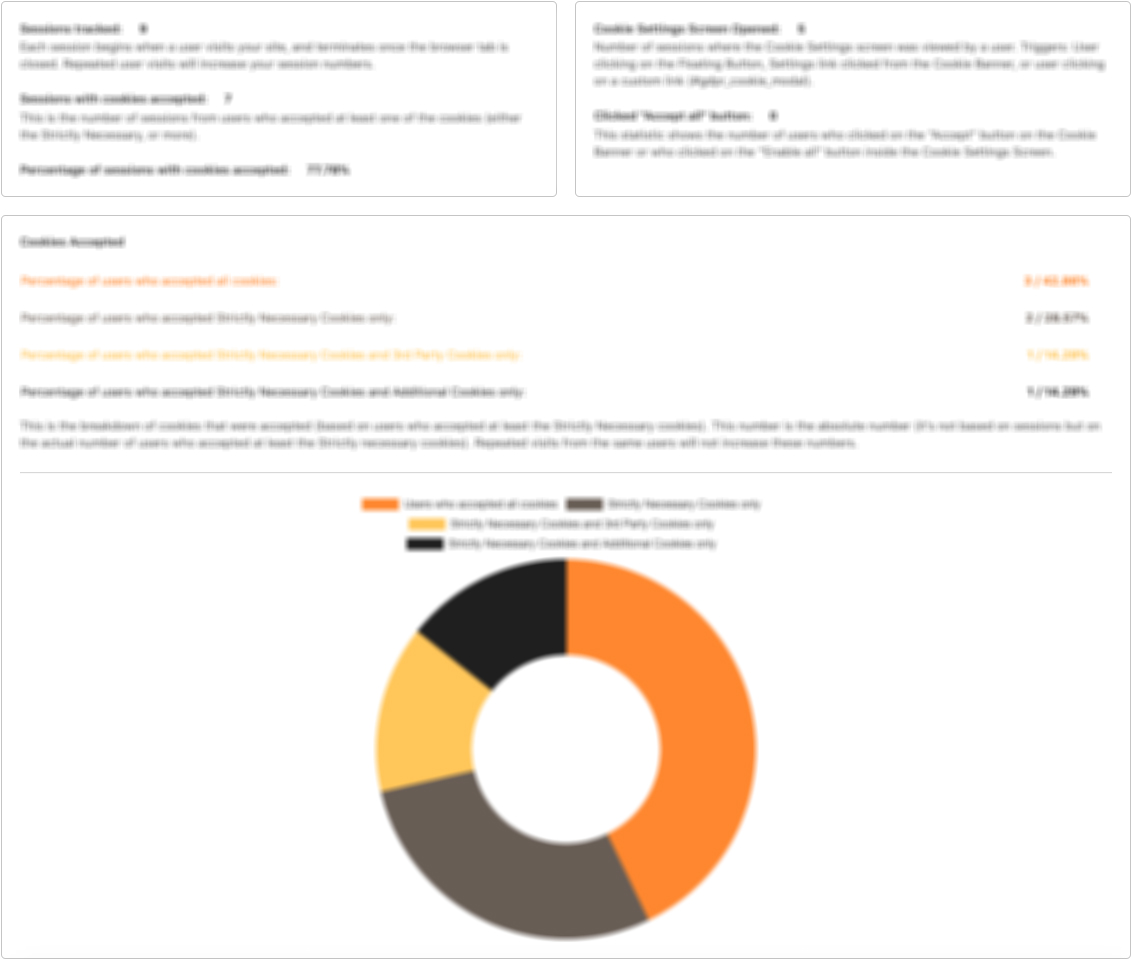 Sessions tracked: 9
Each session begins when a user visits your site, and terminates once the browser tab is
closed. Repeated user visits will increase your session numbers.
Sessions with cookies accepted: 7
This is the number of sessions from users who accepted at least one of the cookies (either
the Strictly Necessary, or more).
Percentage of sessions with cookies accepted: 77.78%
Cookie Settings Screen Opened: 5
Number of sessions where the Cookie Settings screen was viewed by a user. Triggers: User
clicking on the Floating Button, Settings link clicked from the Cookie Banner, or user clicking
on a custom link (#gdpr_cookie_modal).
Clicked "Accept all" button:
This statistic shows the number of users who clicked on the "Accept" button on the Cookie
Banner or who clicked on the "Enable all" button inside the Cookie Settings Screen.
Cookies Accepted
Percentage of users who accepted all cookies: 3 / 42.86%
Percentage of users who accepted Strictly Necessary Cookies only: 2 / 28.57%
Percentage of users who accepted Strictly Necessary Cookies and 3rd Party Cookies only: 1 / 14.29%
Percentage of users who accepted Strictly Necessary Cookies and Additional Cookies only: 1 / 14.29%
This is the breakdown of cookies that were accepted (based on users who accepted at least the Strictly Necessary cookies). This number is the absolute number (it's not based on sessions but on
the actual number of users who accepted at least the Strictly necessary cookies). Repeated visits from the same users will not increase these numbers.
Users who accepted all cookies Strictly Necessary Cookies only
Strictly Necessary Cookies and 3rd Party Cookies only
Strictly Necessary Cookies and Additional Cookies only